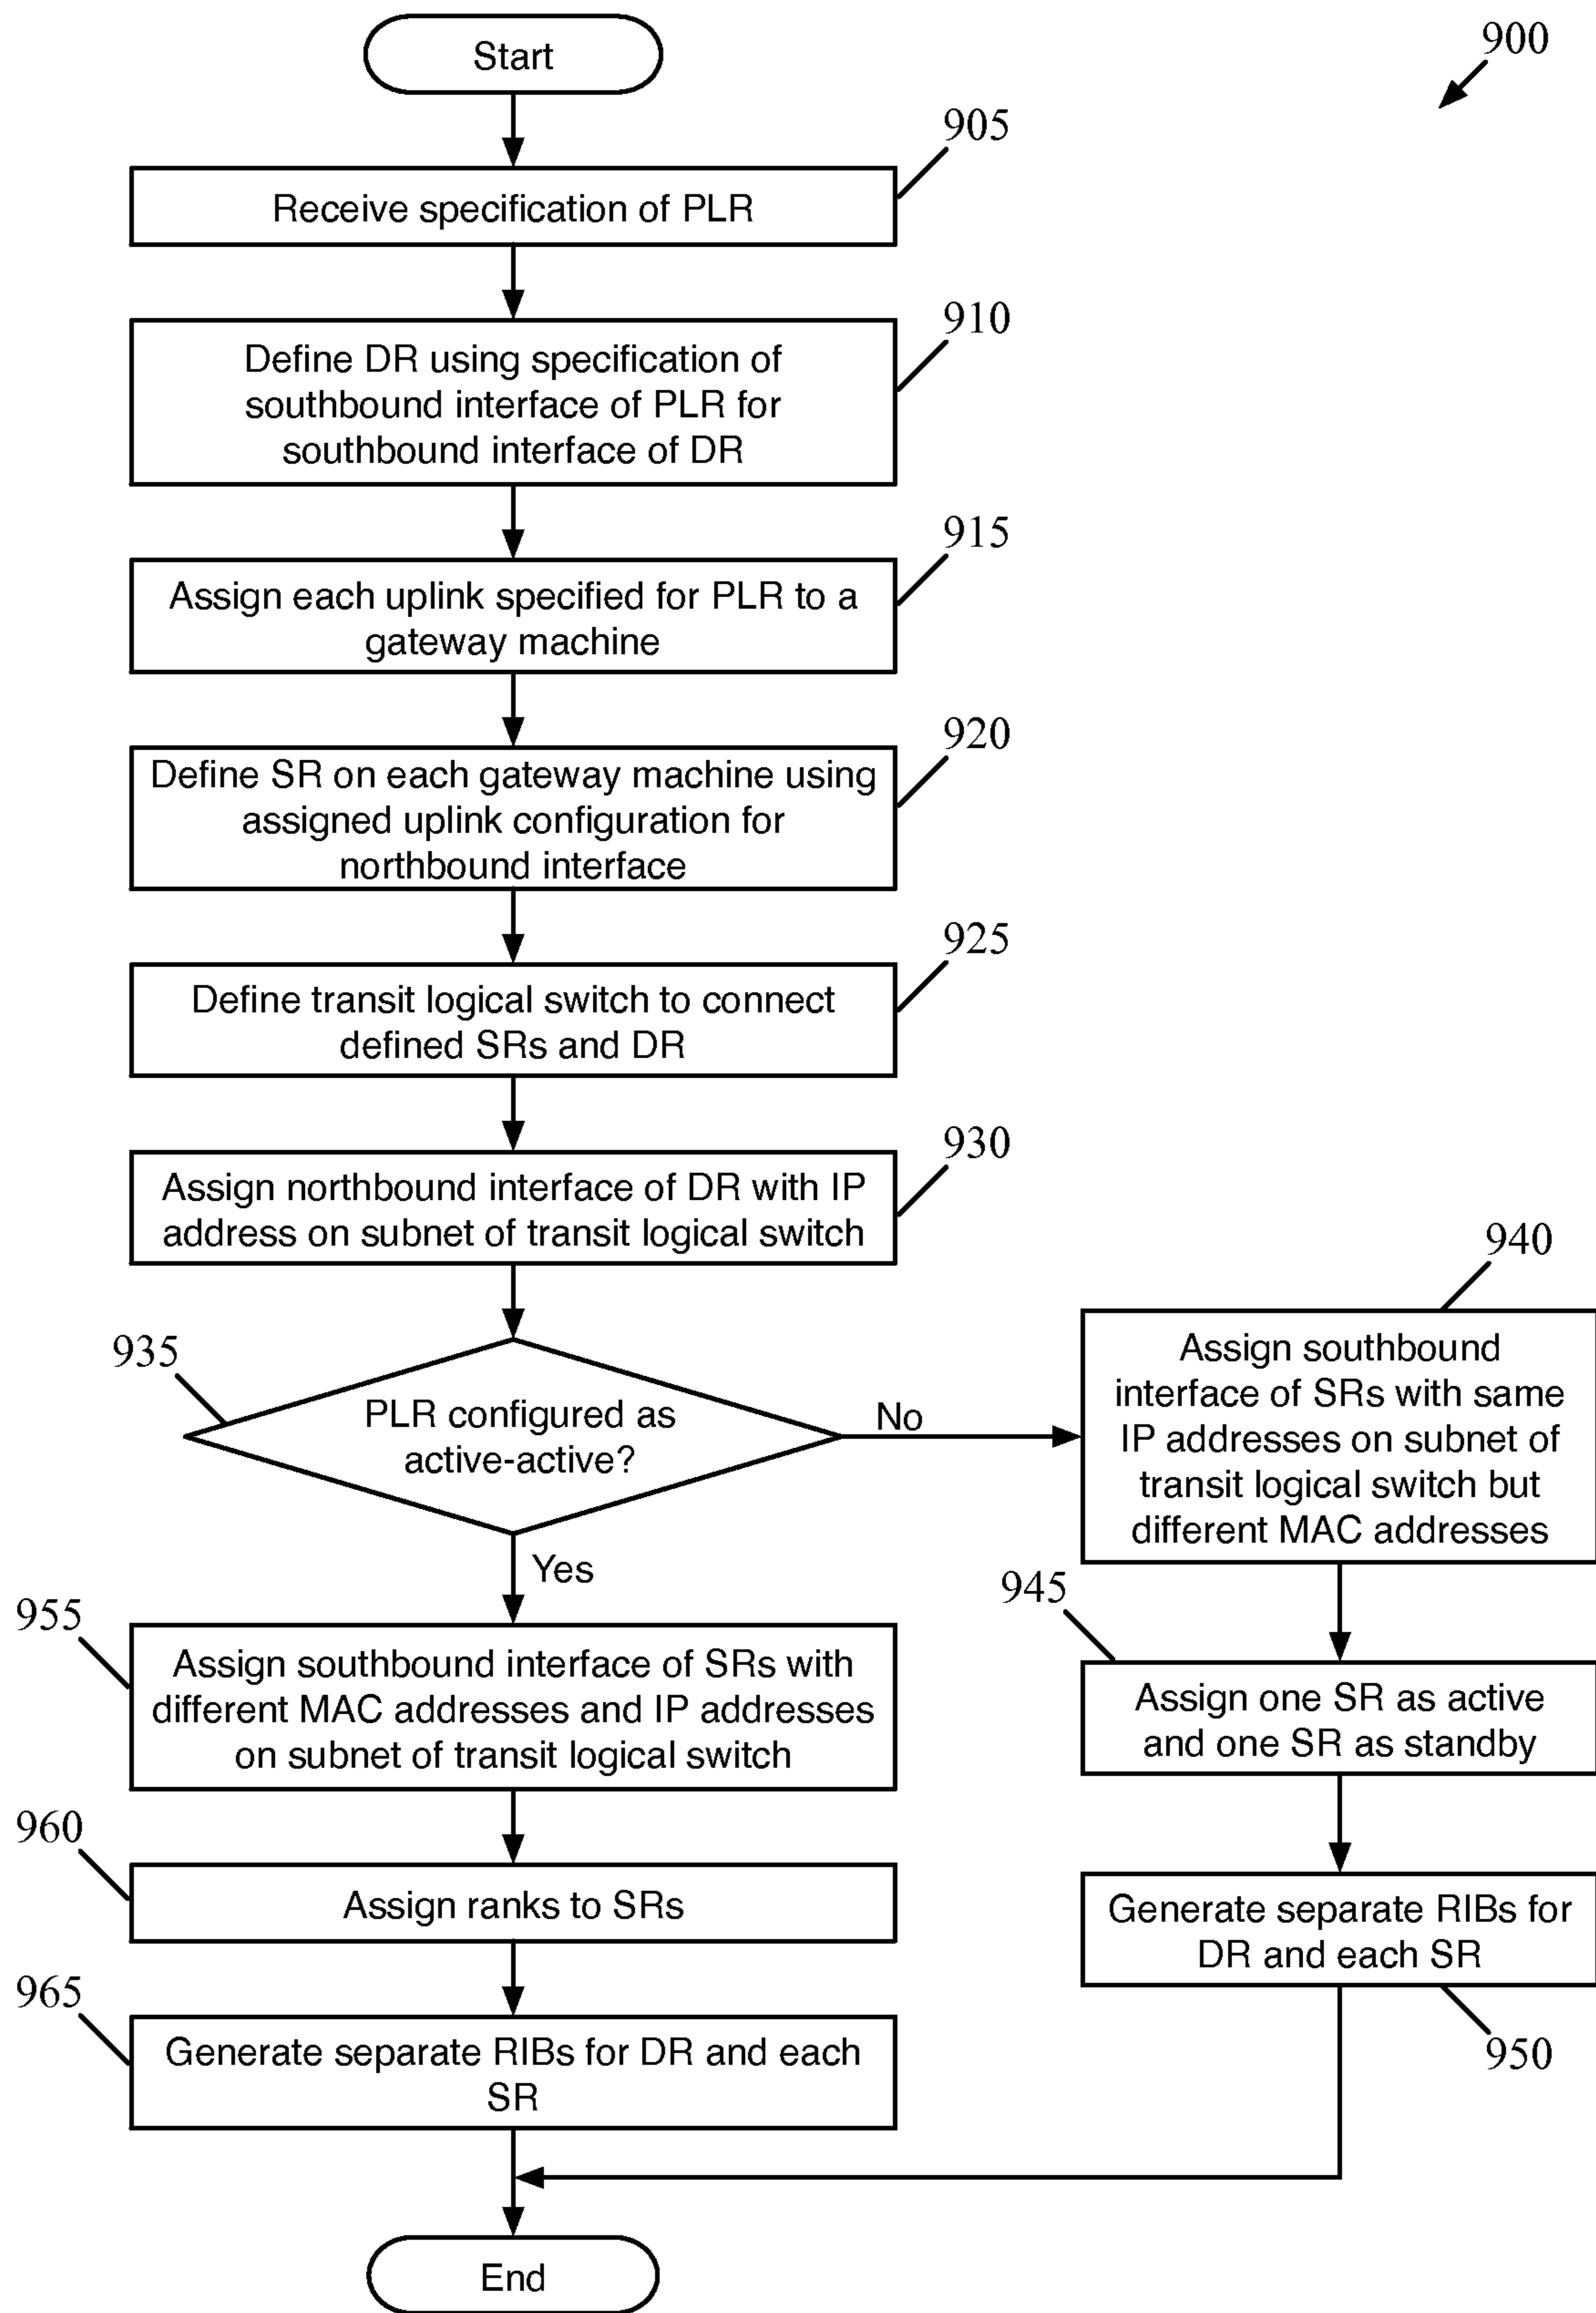 Start
900
905
Receive specification of PLR
910
Define DR using specification of
southbound interface of PLR for
southbound interface of DR
915
Assign each uplink specified for PLR to a
gateway machine
920
Define SR on each gateway machine using
assigned uplink configuration for
northbound interface
925
Define transit logical switch to connect
defined SRs and DR
930
Assign northbound interface of DR with IP
address on subnet of transit logical switch
935
PLR configured as
active-active?
No
Yes
940
Assign southbound
interface of SRs with same
IP addresses on subnet of
transit logical switch but
different MAC addresses
945
Assign one SR as active
and one SR as standby
Generate separate RIBs for
DR and each SR
950
955
Assign southbound interface of SRs with
different MAC addresses and IP addresses
on subnet of transit logical switch
960
Assign ranks to SRs
965
Generate separate RIBs for DR and each
SR
End